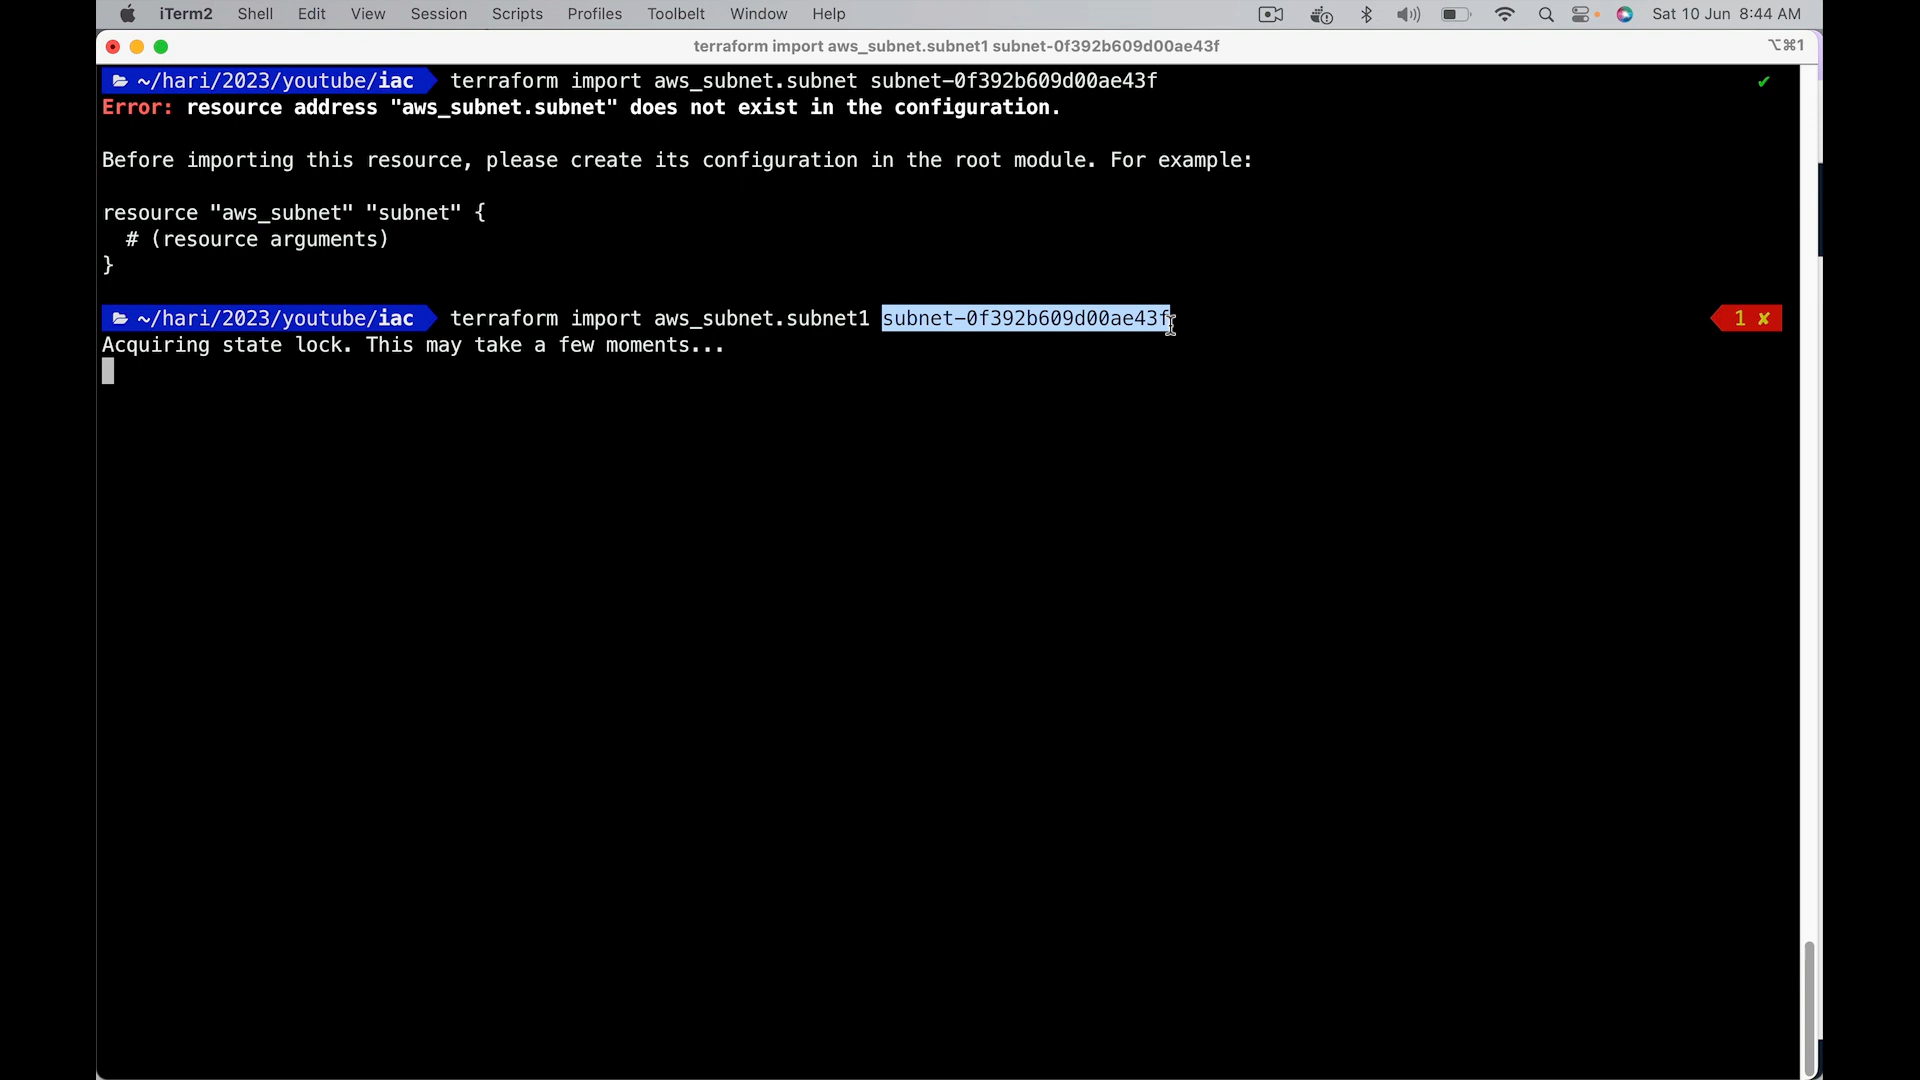 iTerm2 Shell Edit View Session Scripts Profiles Toolbelt Window Help Sat 10 Jun 8:44 AM
terraform import aws_subnet.subnet1 subnet-0f392b609d00ae43f ⌥⌘1
~/hari/2023/youtube/iac terraform import aws_subnet.subnet subnet-0f392b609d00ae43f ✔
Error: resource address "aws_subnet.subnet" does not exist in the configuration.
Before importing this resource, please create its configuration in the root module. For example:
resource "aws_subnet" "subnet" {
  # (resource arguments)
}
~/hari/2023/youtube/iac terraform import aws_subnet.subnet1 subnet-0f392b609d00ae43f 1 ✘
Acquiring state lock. This may take a few moments...